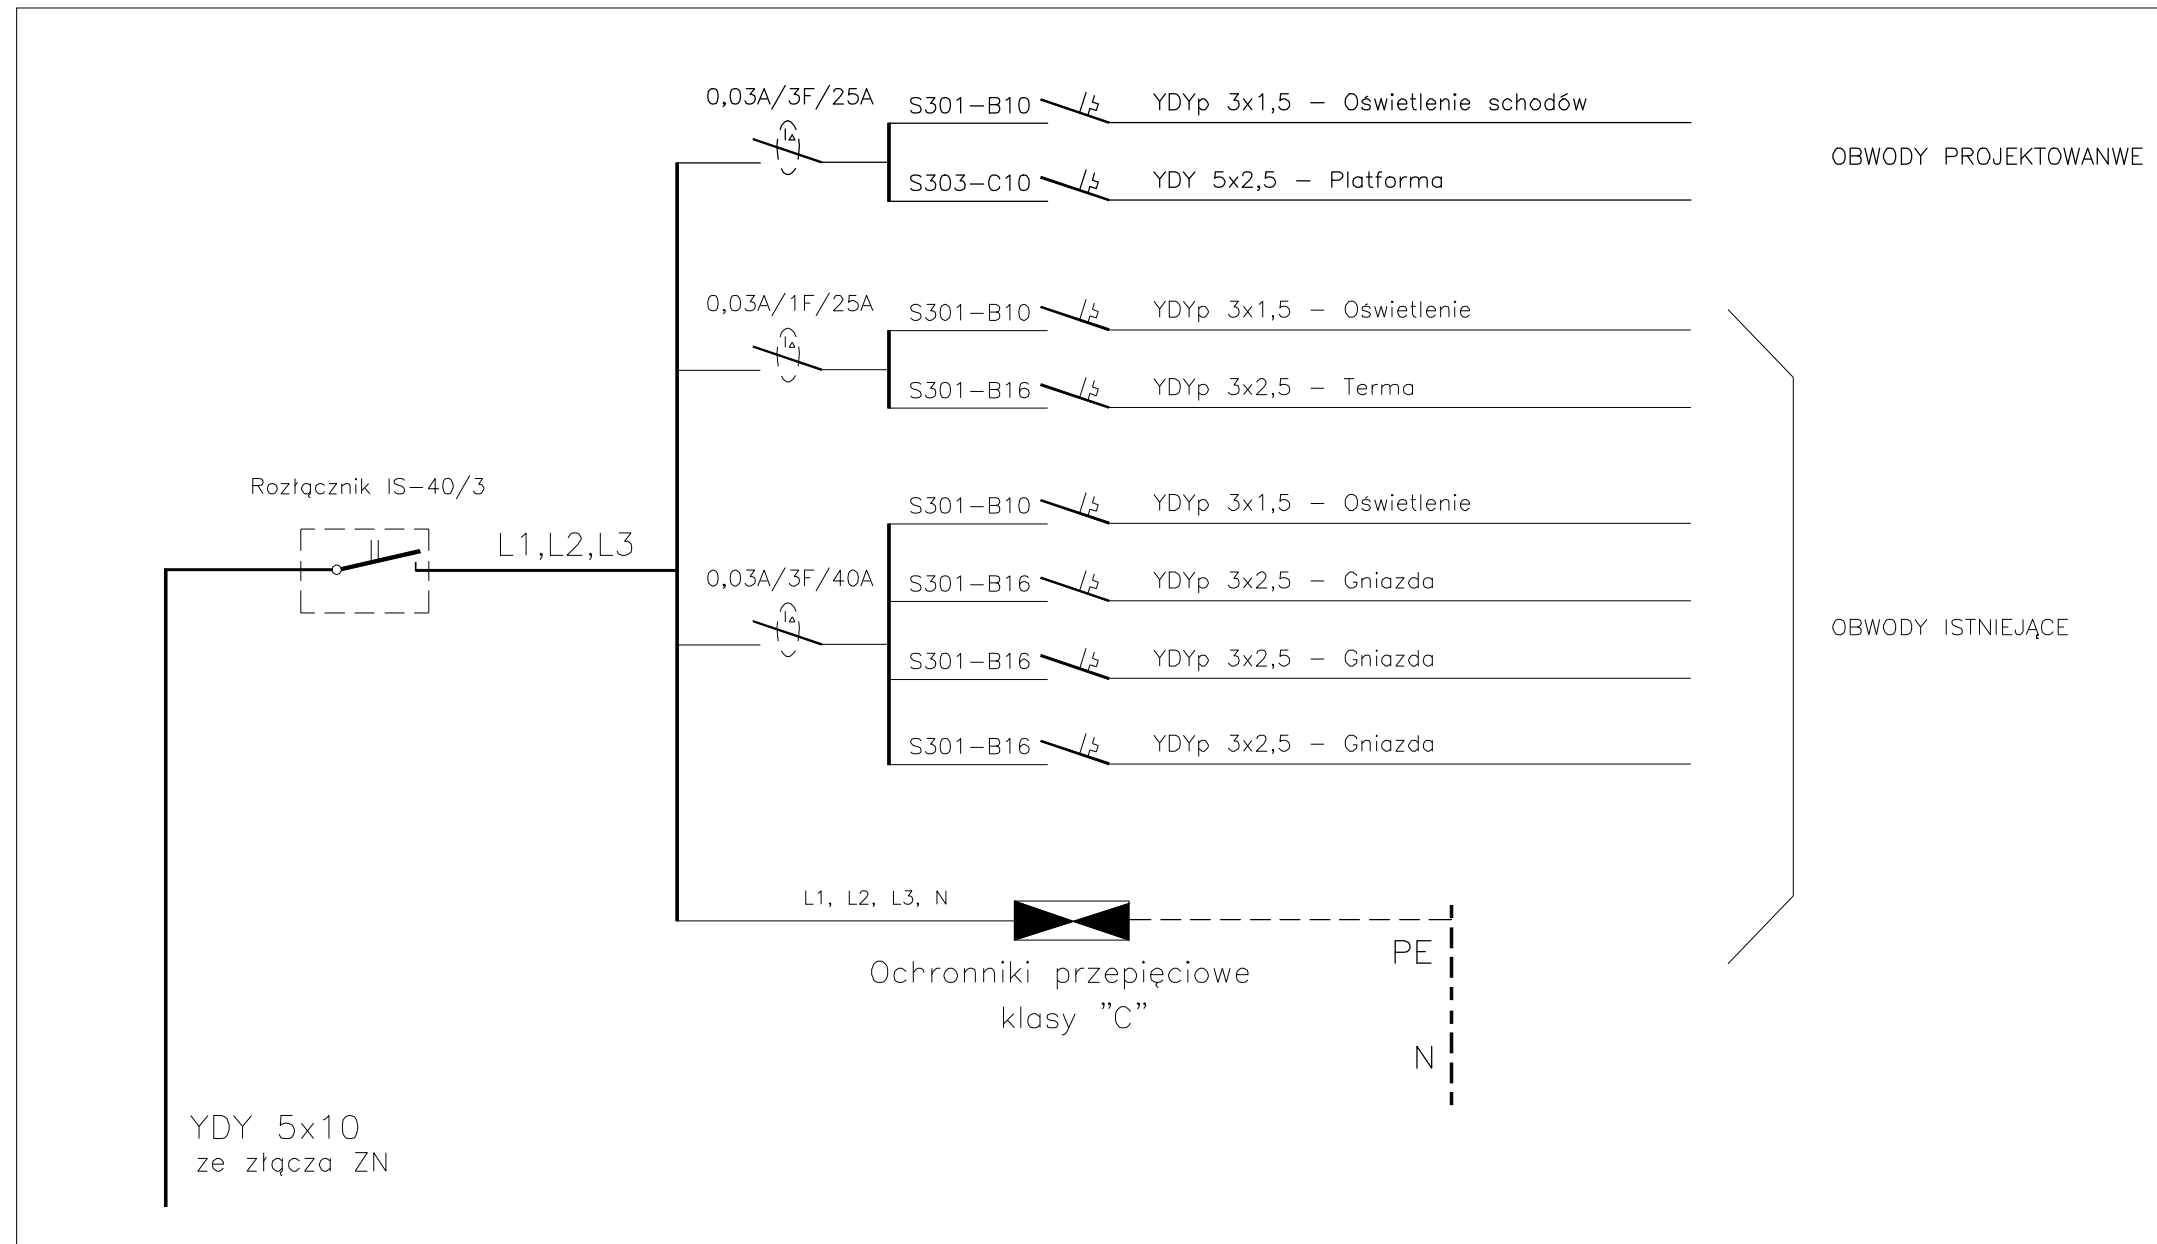 0,03A/3F/25A
S301-B10
YDYp 3x1,5 - Oświetlenie schodów
S303-C10
YDY 5x2,5 - Platforma
OBWODY PROJEKTOWANWE
0,03A/1F/25A
S301-B10
YDYp 3x1,5 - Oświetlenie
S301-B16
YDYp 3x2,5 - Terma
Rozłącznik IS-40/3
L1,L2,L3
0,03A/3F/40A
S301-B10
YDYp 3x1,5 - Oświetlenie
S301-B16
YDYp 3x2,5 - Gniazda
S301-B16
YDYp 3x2,5 - Gniazda
S301-B16
YDYp 3x2,5 - Gniazda
OBWODY ISTNIEJĄCE
L1, L2, L3, N
Ochronniki przepięciowe
klasy "C"
PE
N
YDY 5x10
ze złącza ZN